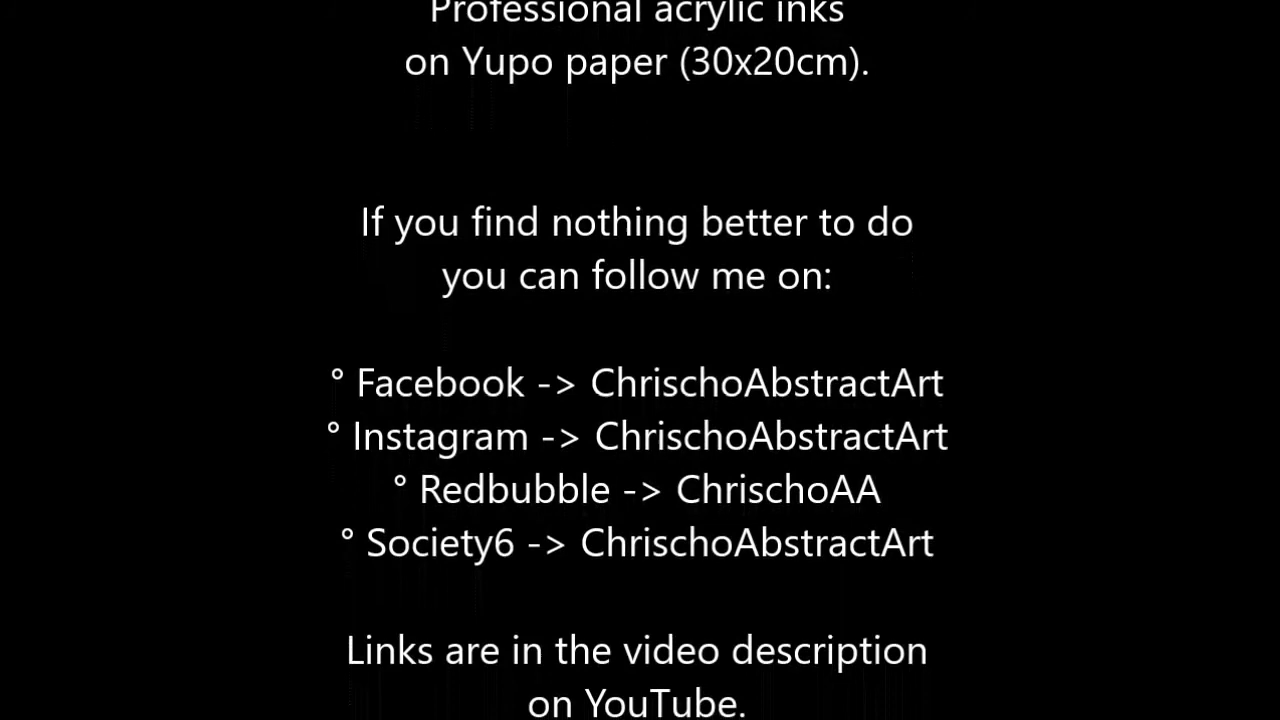 Professional acrylic inks
on Yupo paper (30x20cm).
If you find nothing better to do
you can follow me on:
° Facebook -> ChrischoAbstractArt
° Instagram -> ChrischoAbstractArt
° Redbubble -> ChrischoAA
° Society6 -> ChrischoAbstractArt
Links are in the video description
on YouTube.